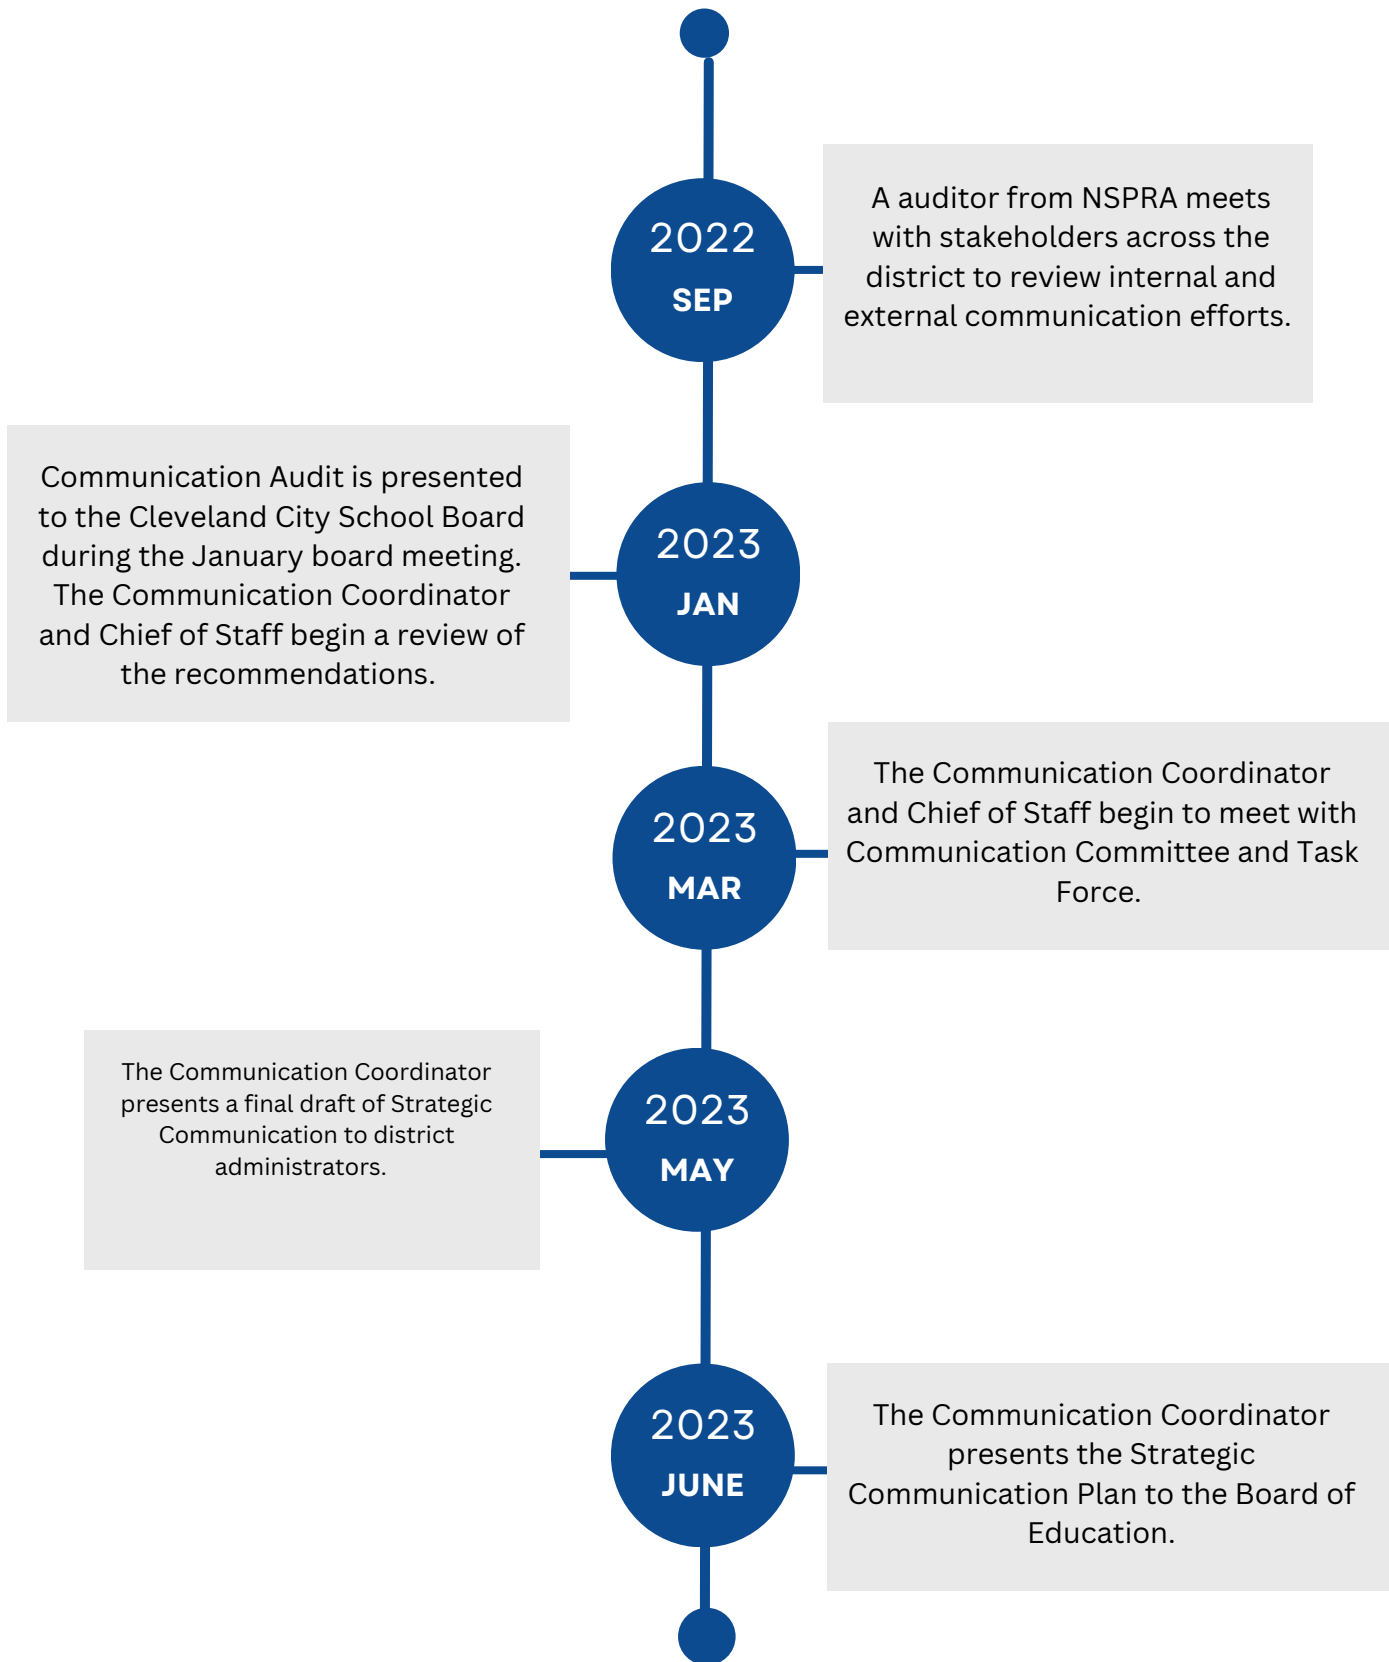 2022
SEP
A auditor from NSPRA meets
with stakeholders across the
district to review internal and
external communication efforts.
Communication Audit is presented
to the Cleveland City School Board
during the January board meeting.
The Communication Coordinator
and Chief of Staff begin a review of
the recommendations.
2023
JAN
2023
MAR
The Communication Coordinator
and Chief of Staff begin to meet with
Communication Committee and Task
Force.
The Communication Coordinator
presents a final draft of Strategic
Communication to district
administrators.
2023
MAY
2023
JUNE
The Communication Coordinator
presents the Strategic
Communication Plan to the Board of
Education.